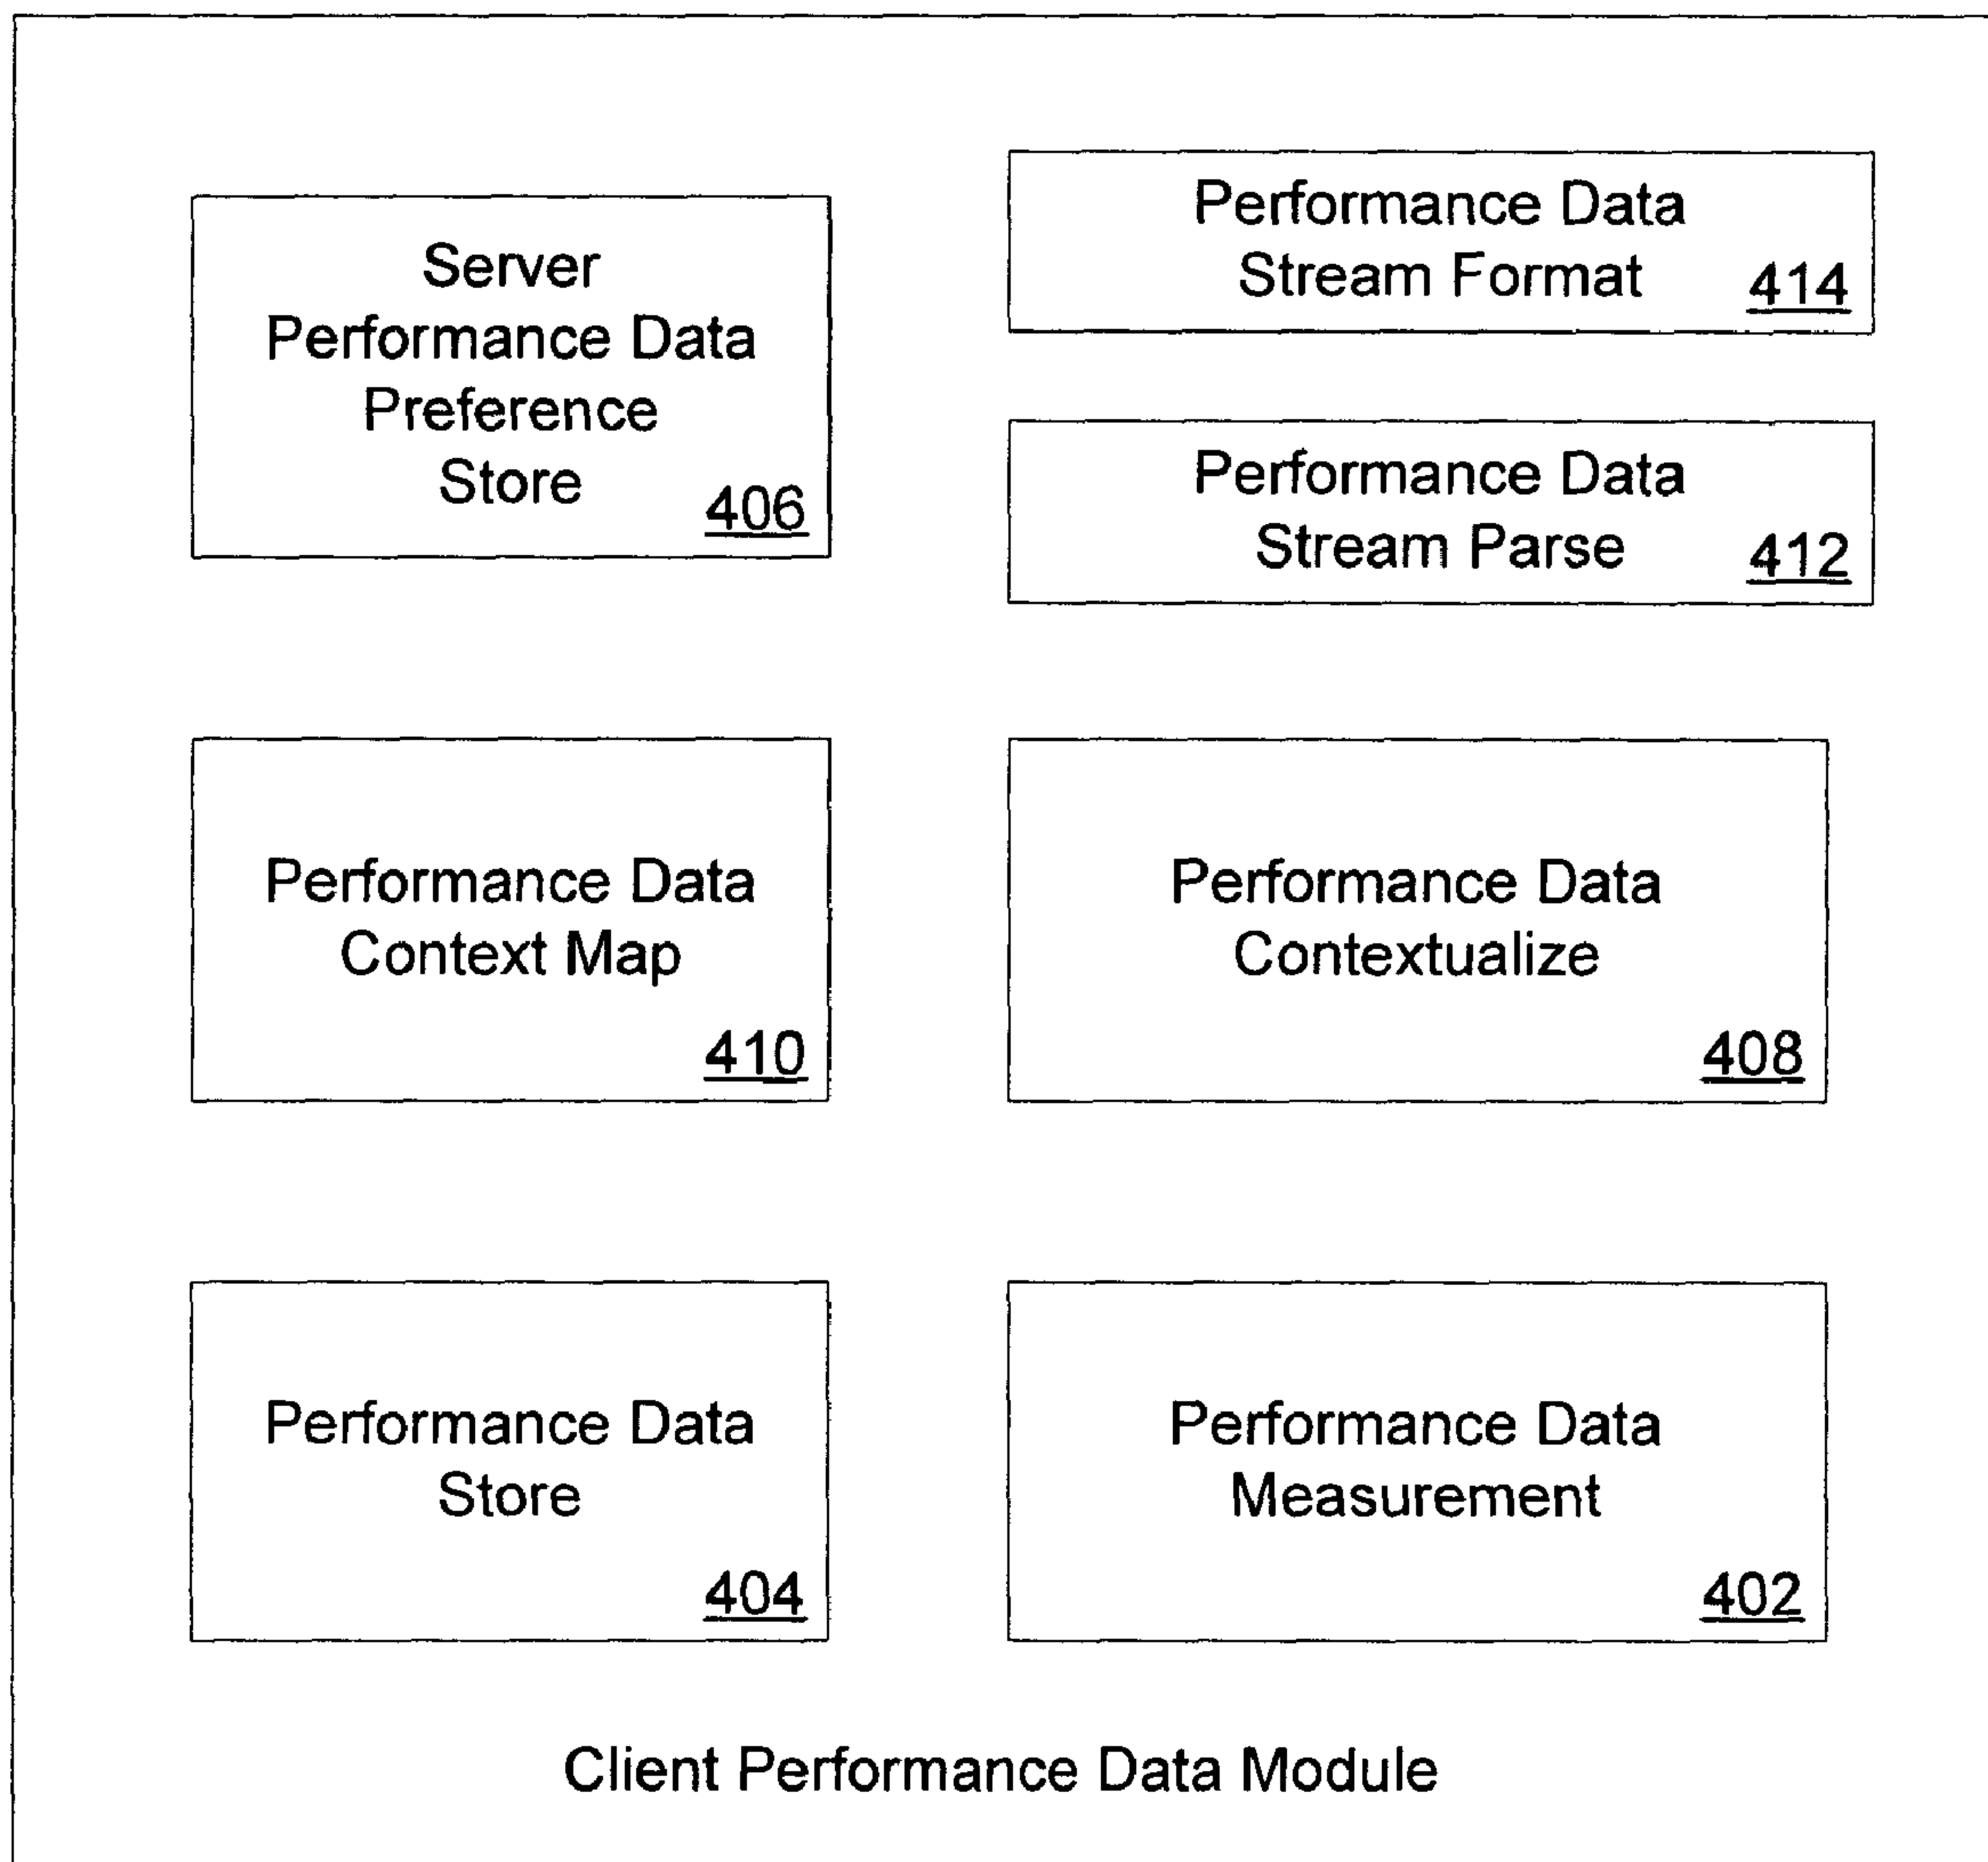 Server
Performance Data
Preference
Store
406
Performance Data
Stream Format
414
Performance Data
Stream Parse
412
Performance Data
Context Map
410
Performance Data
Contextualize
408
Performance Data
Store
404
Performance Data
Measurement
402
Client Performance Data Module